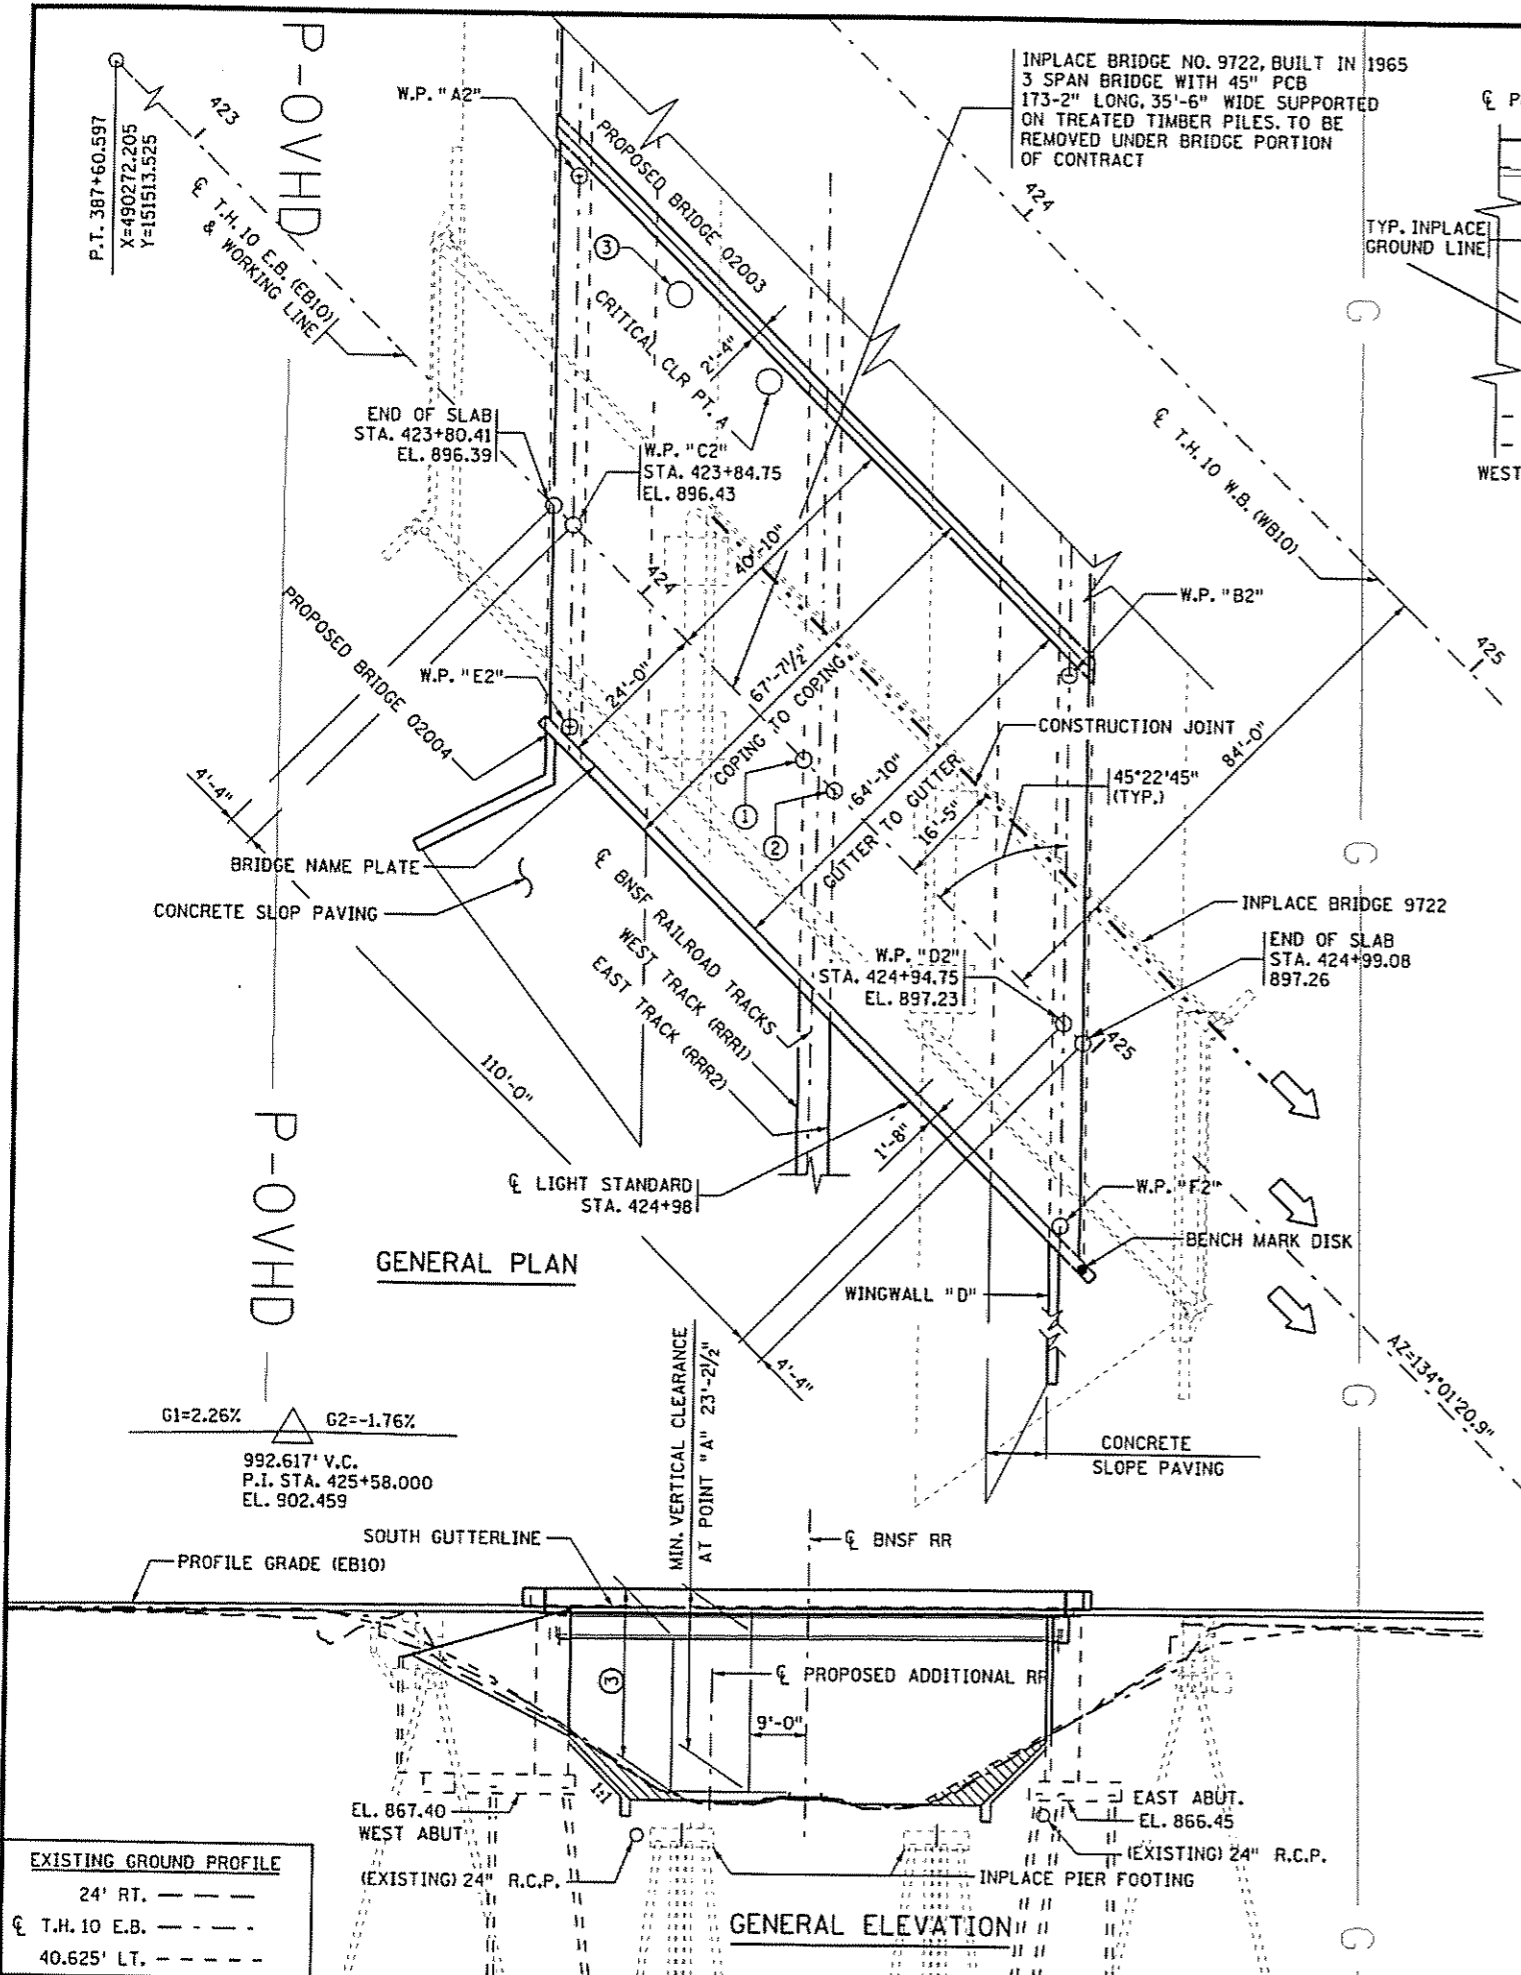 P-OVHD
P.T. 387+60.597
X=490272.205
Y=151513.525
423
℄ T.H. 10 E.B. (EB10)
& WORKING LINE
W.P. "A2"
PROPOSED BRIDGE 02003
INPLACE BRIDGE NO. 9722, BUILT IN 1965
3 SPAN BRIDGE WITH 45" PCB
173-2" LONG, 35'-6" WIDE SUPPORTED
ON TREATED TIMBER PILES. TO BE
REMOVED UNDER BRIDGE PORTION
OF CONTRACT
℄ P
424
TYP. INPLACE
GROUND LINE
WEST
G
3
CRITICAL CLR PT. A
2'-4"
END OF SLAB
STA. 423+80.41
EL. 896.39
W.P. "C2"
STA. 423+84.75
EL. 896.43
℄ T.H. 10 W.B. (WB10)
424
40'-10"
W.P. "B2"
PROPOSED BRIDGE 02004
W.P. "E2"
24'-0"
67'-7½"
COPING TO COPING
425
CONSTRUCTION JOINT
84'-0"
4'-4"
1
2
64'-10"
GUTTER TO GUTTER
16'-5"
45°22'45"
(TYP.)
BRIDGE NAME PLATE
CONCRETE SLOP PAVING
G
℄ BNSF RAILROAD TRACKS
WEST TRACK (RRR1)
EAST TRACK (RRR2)
INPLACE BRIDGE 9722
W.P. "D2"
STA. 424+94.75
EL. 897.23
END OF SLAB
STA. 424+99.08
897.26
425
110'-0"
1'-8"
P-OVHD
℄ LIGHT STANDARD
STA. 424+98
W.P. "F2"
BENCH MARK DISK
GENERAL PLAN
WINGWALL "D"
4'-4"
AZ=134°01'20.9"
G
G1=2.26%
G2=-1.76%
992.617' V.C.
P.I. STA. 425+58.000
EL. 902.459
MIN. VERTICAL CLEARANCE
AT POINT "A" 23'-2½"
CONCRETE
SLOPE PAVING
SOUTH GUTTERLINE
℄ BNSF RR
PROFILE GRADE (EB10)
3
℄ PROPOSED ADDITIONAL RR
9'-0"
1:1
EL. 867.40
WEST ABUT
EAST ABUT.
EL. 866.45
(EXISTING) 24" R.C.P.
(EXISTING) 24" R.C.P.
INPLACE PIER FOOTING
GENERAL ELEVATION
EXISTING GROUND PROFILE
24' RT.
℄ T.H. 10 E.B.
40.625' LT.
G